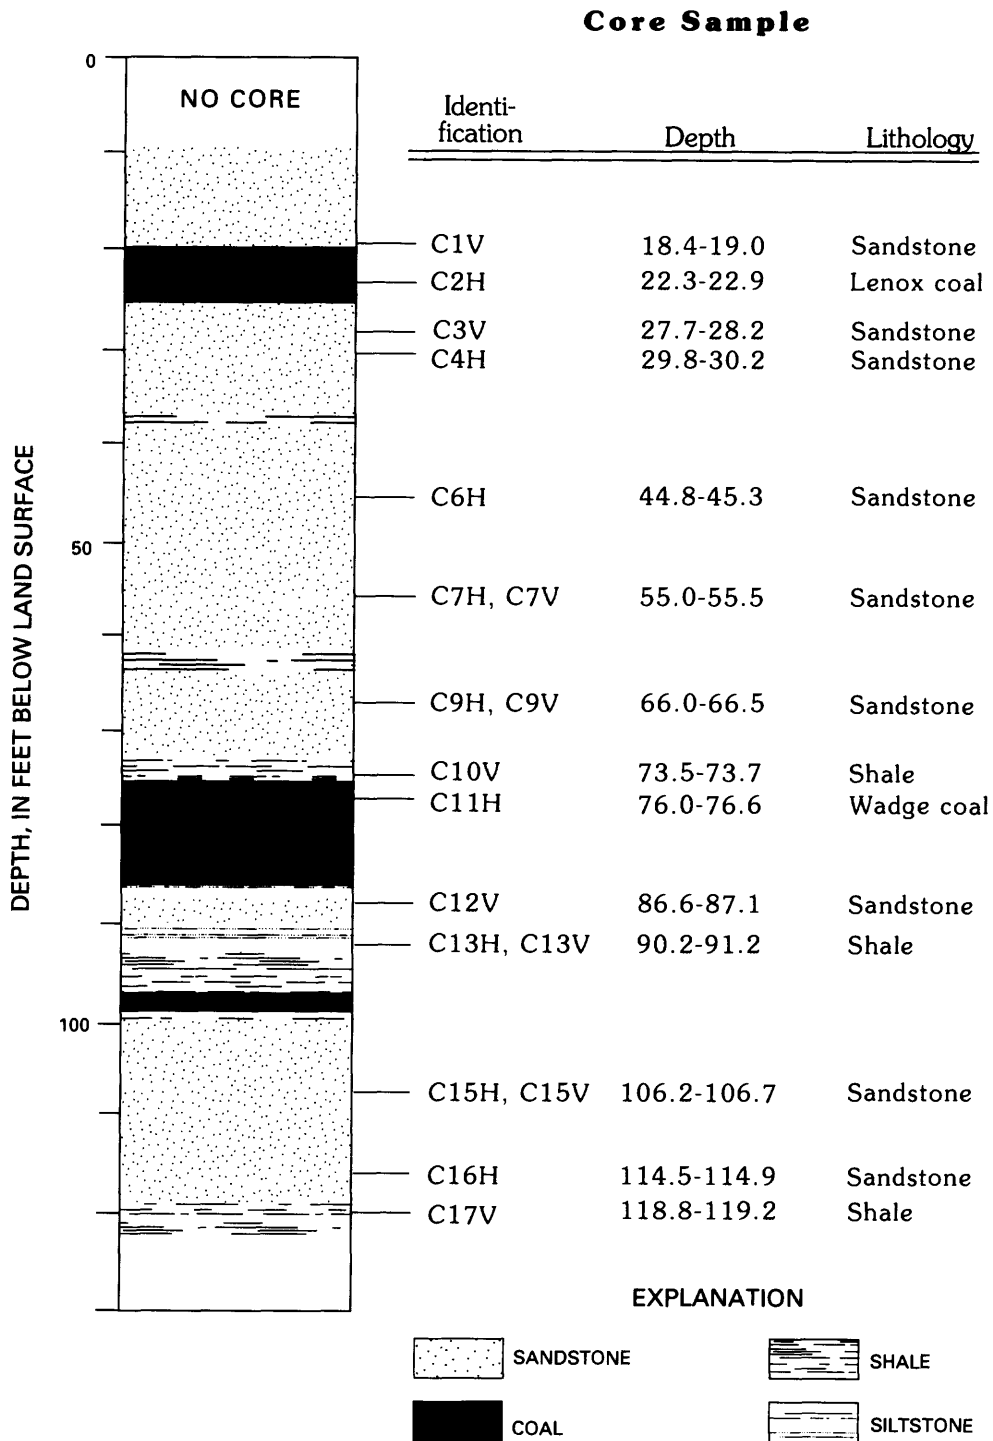 Core Sample
0
NO CORE
Identi-
fication Depth Lithology
C1V 18.4-19.0 Sandstone
C2H 22.3-22.9 Lenox coal
C3V 27.7-28.2 Sandstone
C4H 29.8-30.2 Sandstone
DEPTH, IN FEET BELOW LAND SURFACE
C6H 44.8-45.3 Sandstone
50
C7H, C7V 55.0-55.5 Sandstone
C9H, C9V 66.0-66.5 Sandstone
C10V 73.5-73.7 Shale
C11H 76.0-76.6 Wadge coal
C12V 86.6-87.1 Sandstone
C13H, C13V 90.2-91.2 Shale
100
C15H, C15V 106.2-106.7 Sandstone
C16H 114.5-114.9 Sandstone
C17V 118.8-119.2 Shale
EXPLANATION
SANDSTONE SHALE
COAL SILTSTONE